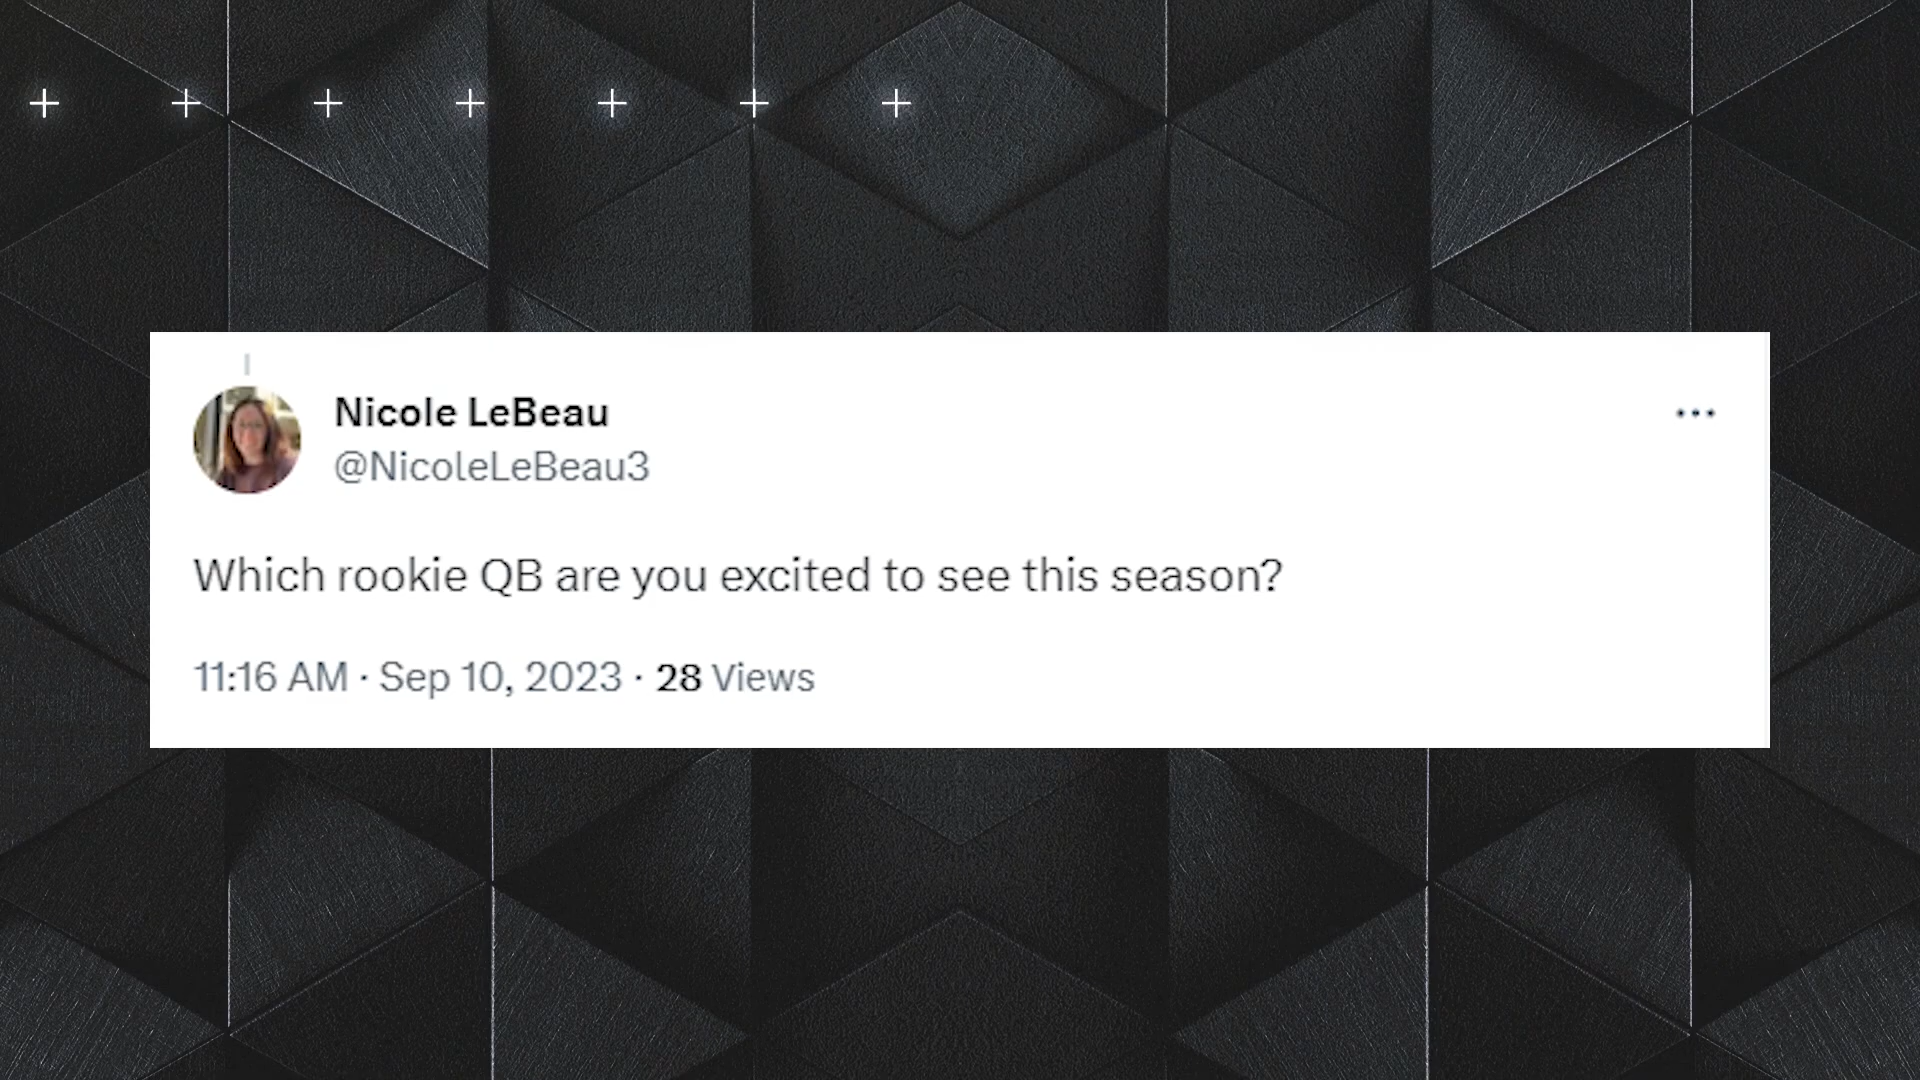 Nicole LeBeau
@NicoleLeBeau3
Which rookie QB are you excited to see this season?
11:16 AM · Sep 10, 2023 · 28 Views